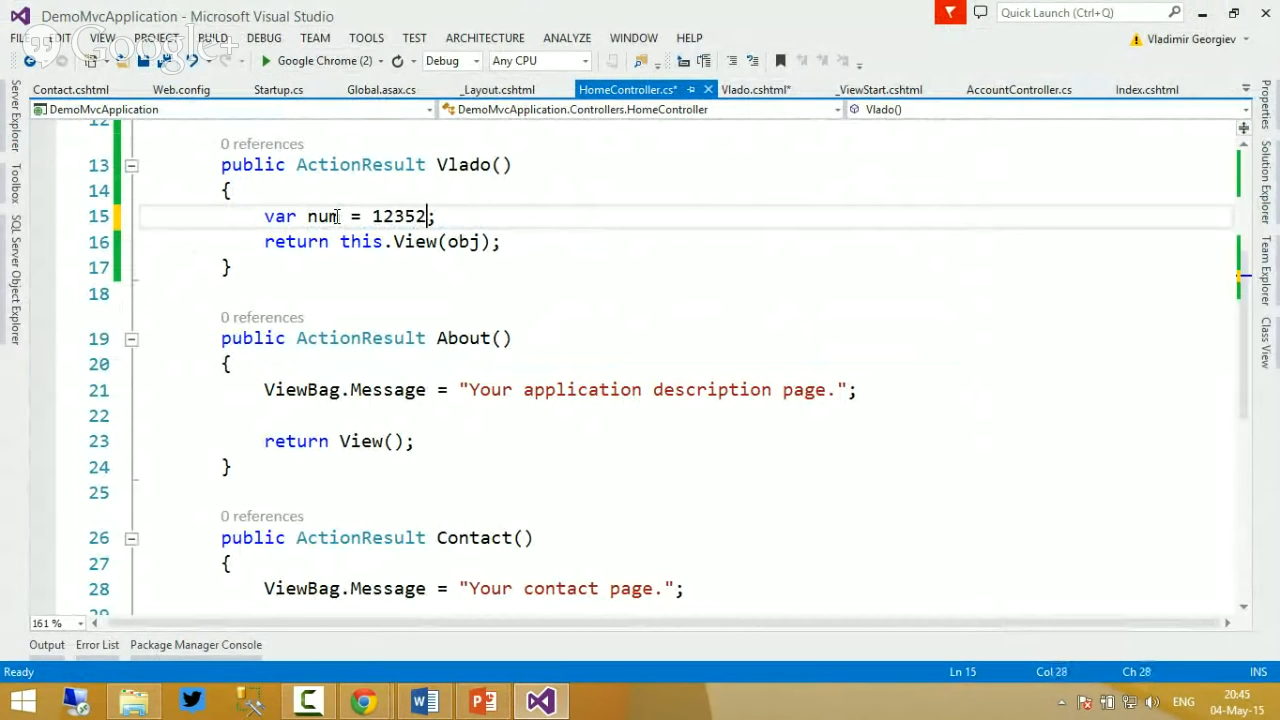 DemoMvcApplication - Microsoft Visual Studio
Quick Launch (Ctrl+Q)
FILE EDIT VIEW PROJECT BUILD DEBUG TEAM TOOLS TEST ARCHITECTURE ANALYZE WINDOW HELP
Vladimir Georgiev
Google+
Google Chrome (2) Debug Any CPU
Contact.cshtml Web.config Startup.cs Global.asax.cs _Layout.cshtml HomeController.cs* Vlado.cshtml* _ViewStart.cshtml AccountController.cs Index.cshtml
DemoMvcApplication DemoMvcApplication.Controllers.HomeController Vlado()
Server Explorer
Toolbox
SQL Server Object Explorer
Properties
Solution Explorer
Team Explorer
Class View
12
0 references
13 public ActionResult Vlado()
14 {
15 var num = 12352;
16 return this.View(obj);
17 }
18
0 references
19 public ActionResult About()
20 {
21 ViewBag.Message = "Your application description page.";
22
23 return View();
24 }
25
0 references
26 public ActionResult Contact()
27 {
28 ViewBag.Message = "Your contact page.";
29
161 %
Output Error List Package Manager Console
Ready Ln 15 Col 28 Ch 28 INS
ENG
20:45
04-May-15